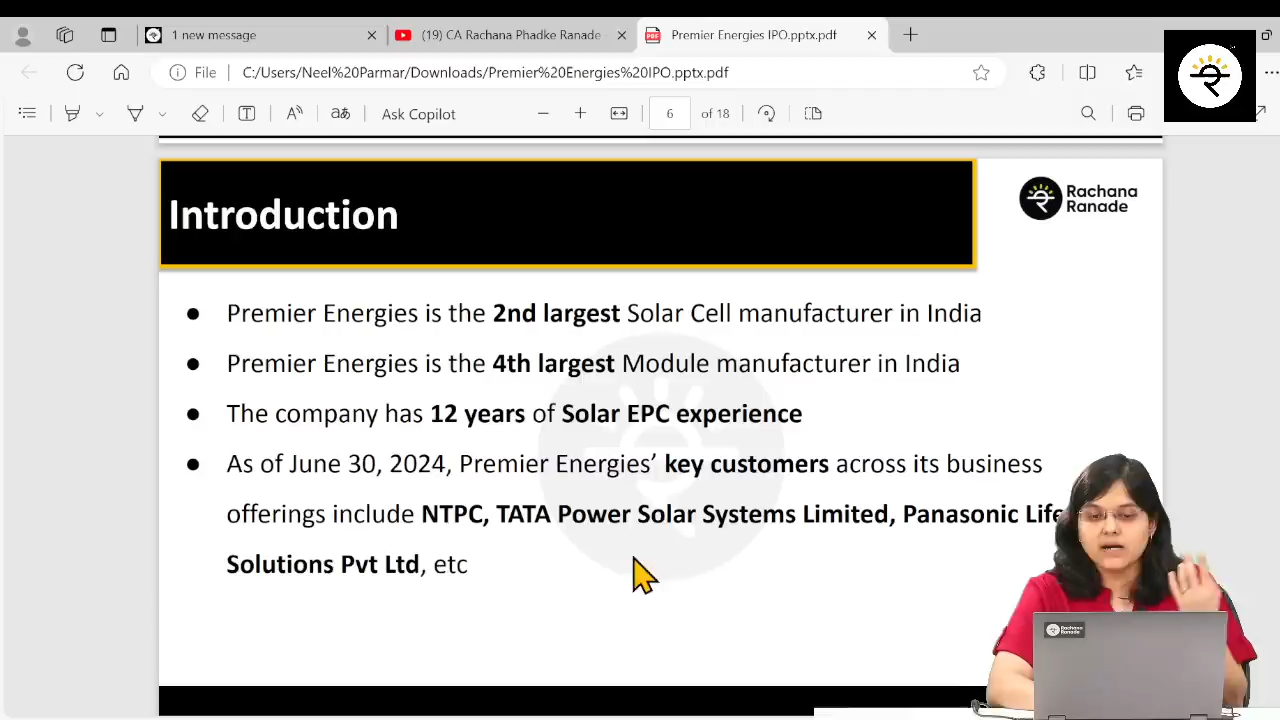 1 new message
(19) CA Rachana Phadke Ranade
Premier Energies IPO.pptx.pdf
File
C:/Users/Neel%20Parmar/Downloads/Premier%20Energies%20IPO.pptx.pdf
aあ
Ask Copilot
6
of 18
Introduction
Rachana
Ranade
● Premier Energies is the 2nd largest Solar Cell manufacturer in India
● Premier Energies is the 4th largest Module manufacturer in India
● The company has 12 years of Solar EPC experience
● As of June 30, 2024, Premier Energies’ key customers across its business
offerings include NTPC, TATA Power Solar Systems Limited, Panasonic Life
Solutions Pvt Ltd, etc
Rachana
Ranade